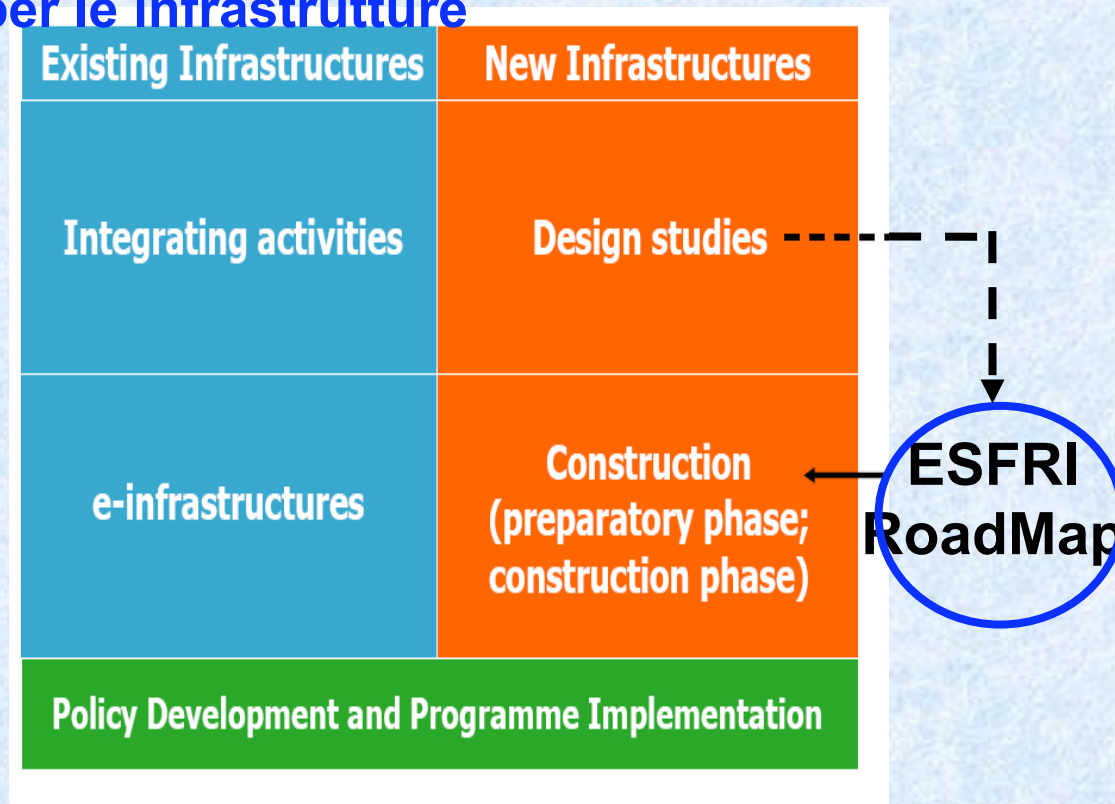 per le infrastrutture
Existing Infrastructures
New Infrastructures
Integrating activities
Design studies
e-infrastructures
Construction
(preparatory phase;
construction phase)
ESFRI
RoadMap
Policy Development and Programme Implementation